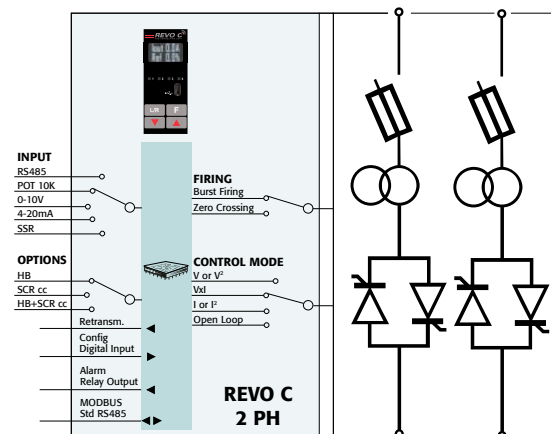 REVO C
L/R F
INPUT
RS485
POT 10K
0-10V
4-20mA
SSR
OPTIONS
HB
SCR cc
HB+SCR cc
Retransm.
Config
Digital Input
Alarm
Relay Output
MODBUS
Std RS485
FIRING
Burst Firing
Zero Crossing
CONTROL MODE
V or V²
VxI
I or I²
Open Loop
REVO C
2 PH